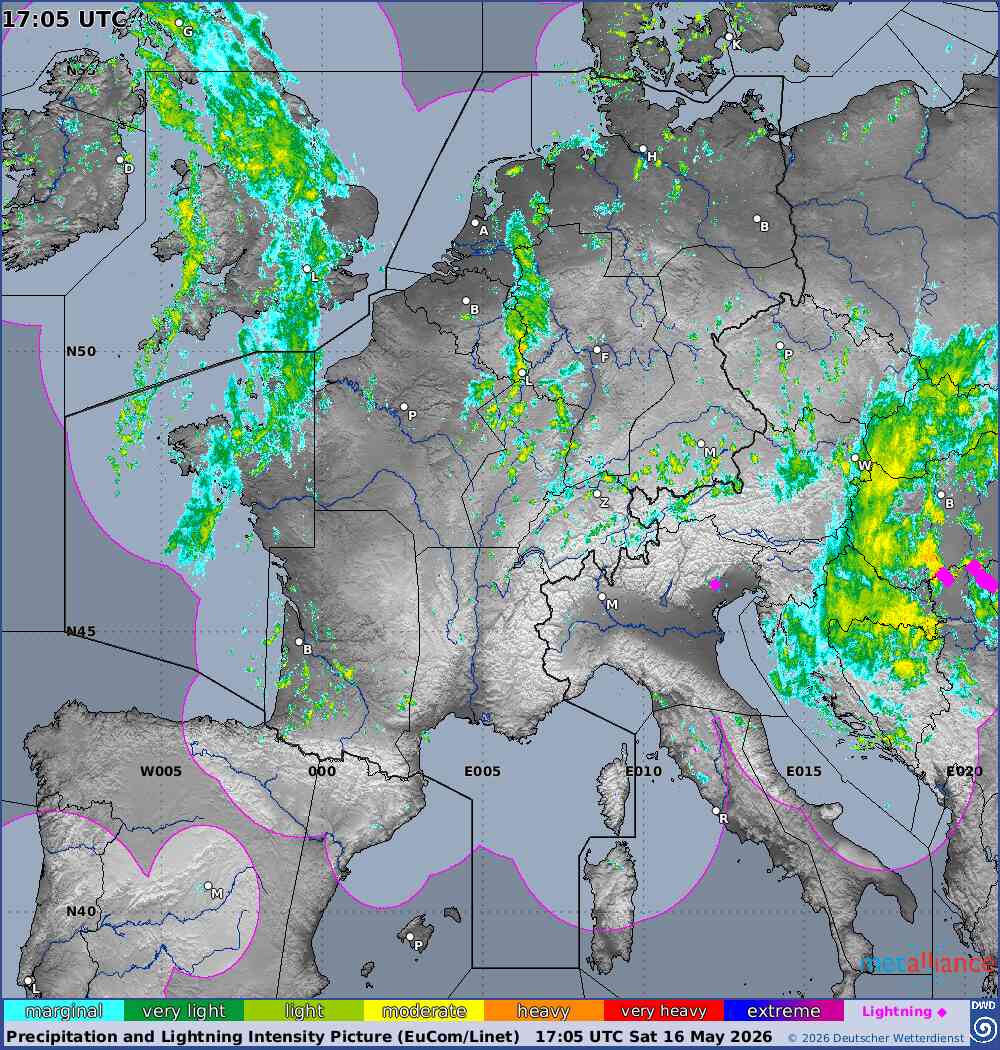 17:05 UTC
G
K
N55
D
H
A
B
L
B
N50
F
P
L
P
M
W
Z
B
M
N45
B
W005
000
E005
E010
E015
E020
R
M
N40
P
L
metalliance
marginal very light light moderate heavy very heavy extreme Lightning ◆ DWD
Precipitation and Lightning Intensity Picture (EuCom/Linet) 17:05 UTC Sat 16 May 2026 © 2026 Deutscher Wetterdienst